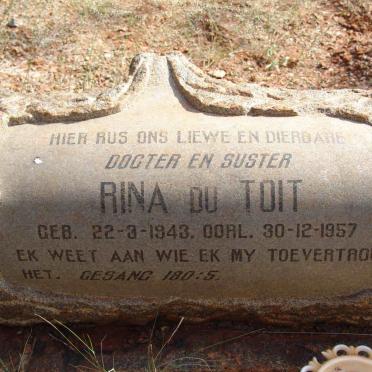 HIER RUS ONS LIEWE EN DIERBARE
DOGTER EN SUSTER
RINA DU TOIT
GEB. 22-3-1943. OORL. 30-12-1957
EK WEET AAN WIE EK MY TOEVERTROU
HET. GESANG 180:5.